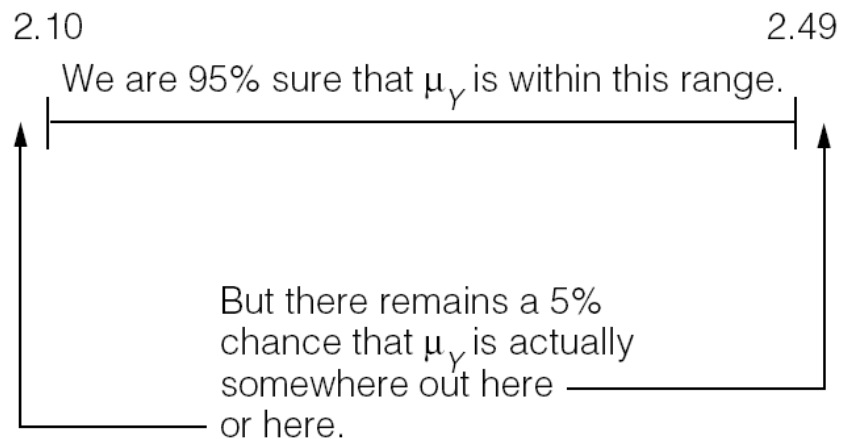 2.10 2.49
We are 95% sure that μY is within this range.
But there remains a 5%
chance that μY is actually
somewhere out here
or here.